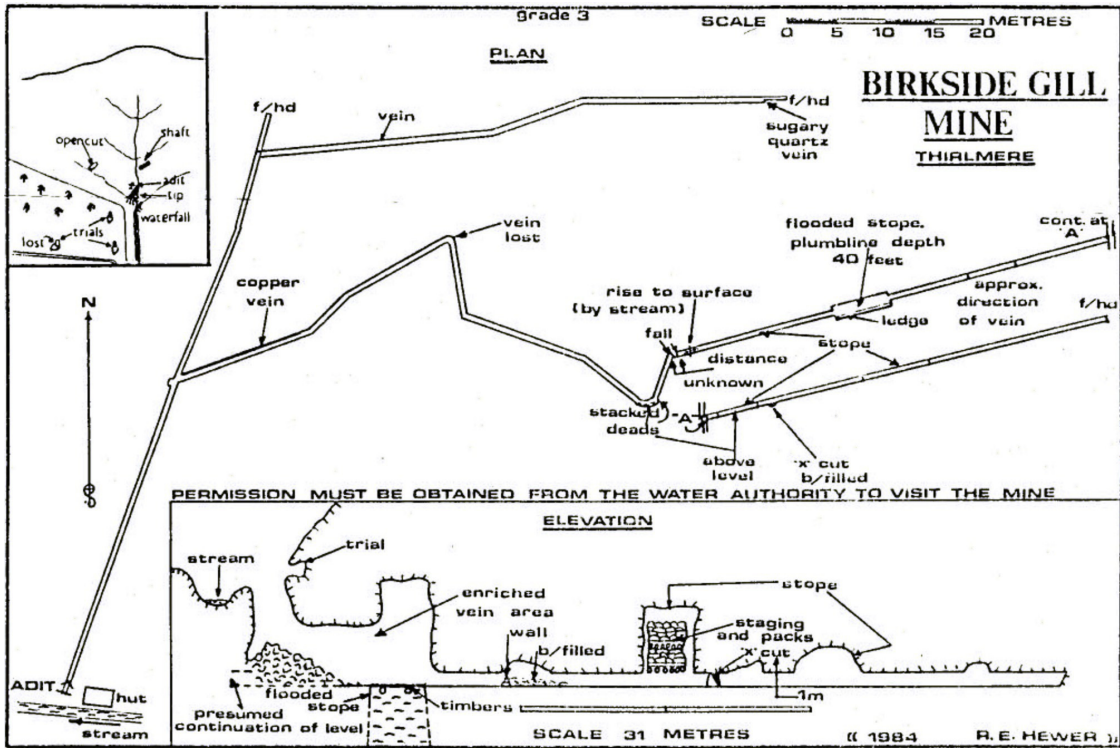 grade 3
SCALE 0 5 10 15 20 METRES
PLAN
BIRKSIDE GILL
MINE
THIRLMERE
f/hd
vein
f/hd
sugary
quartz
vein
opencut
shaft
adit
tip
waterfall
trials
lost
vein
lost
flooded stope.
plumbline depth
40 feet
cont. at
'A'
copper
vein
N
rise to surface
(by stream)
approx.
direction
of vein
f/hd
ledge
fall
stope
distance
unknown
stacked
deads
-A-
above
level
'x' cut
b/filled
PERMISSION MUST BE OBTAINED FROM THE WATER AUTHORITY TO VISIT THE MINE
ELEVATION
stream
trial
stope
enriched
vein area
staging
and packs
wall
b/filled
'x' cut
ADIT
hut
flooded
stope
timbers
1m
presumed
continuation of level
stream
SCALE 31 METRES
(( 1984 R.E. HEWER ))